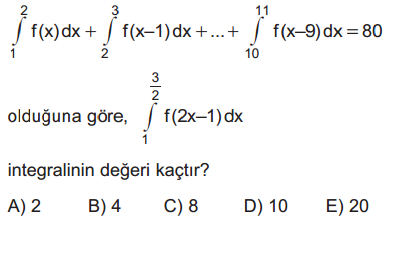 ∫₁² f(x) dx + ∫₂³ f(x–1) dx + ... + ∫₁₀¹¹ f(x–9) dx = 80
olduğuna göre, ∫₁^(3/2) f(2x–1) dx
integralinin değeri kaçtır?
A) 2 B) 4 C) 8 D) 10 E) 20